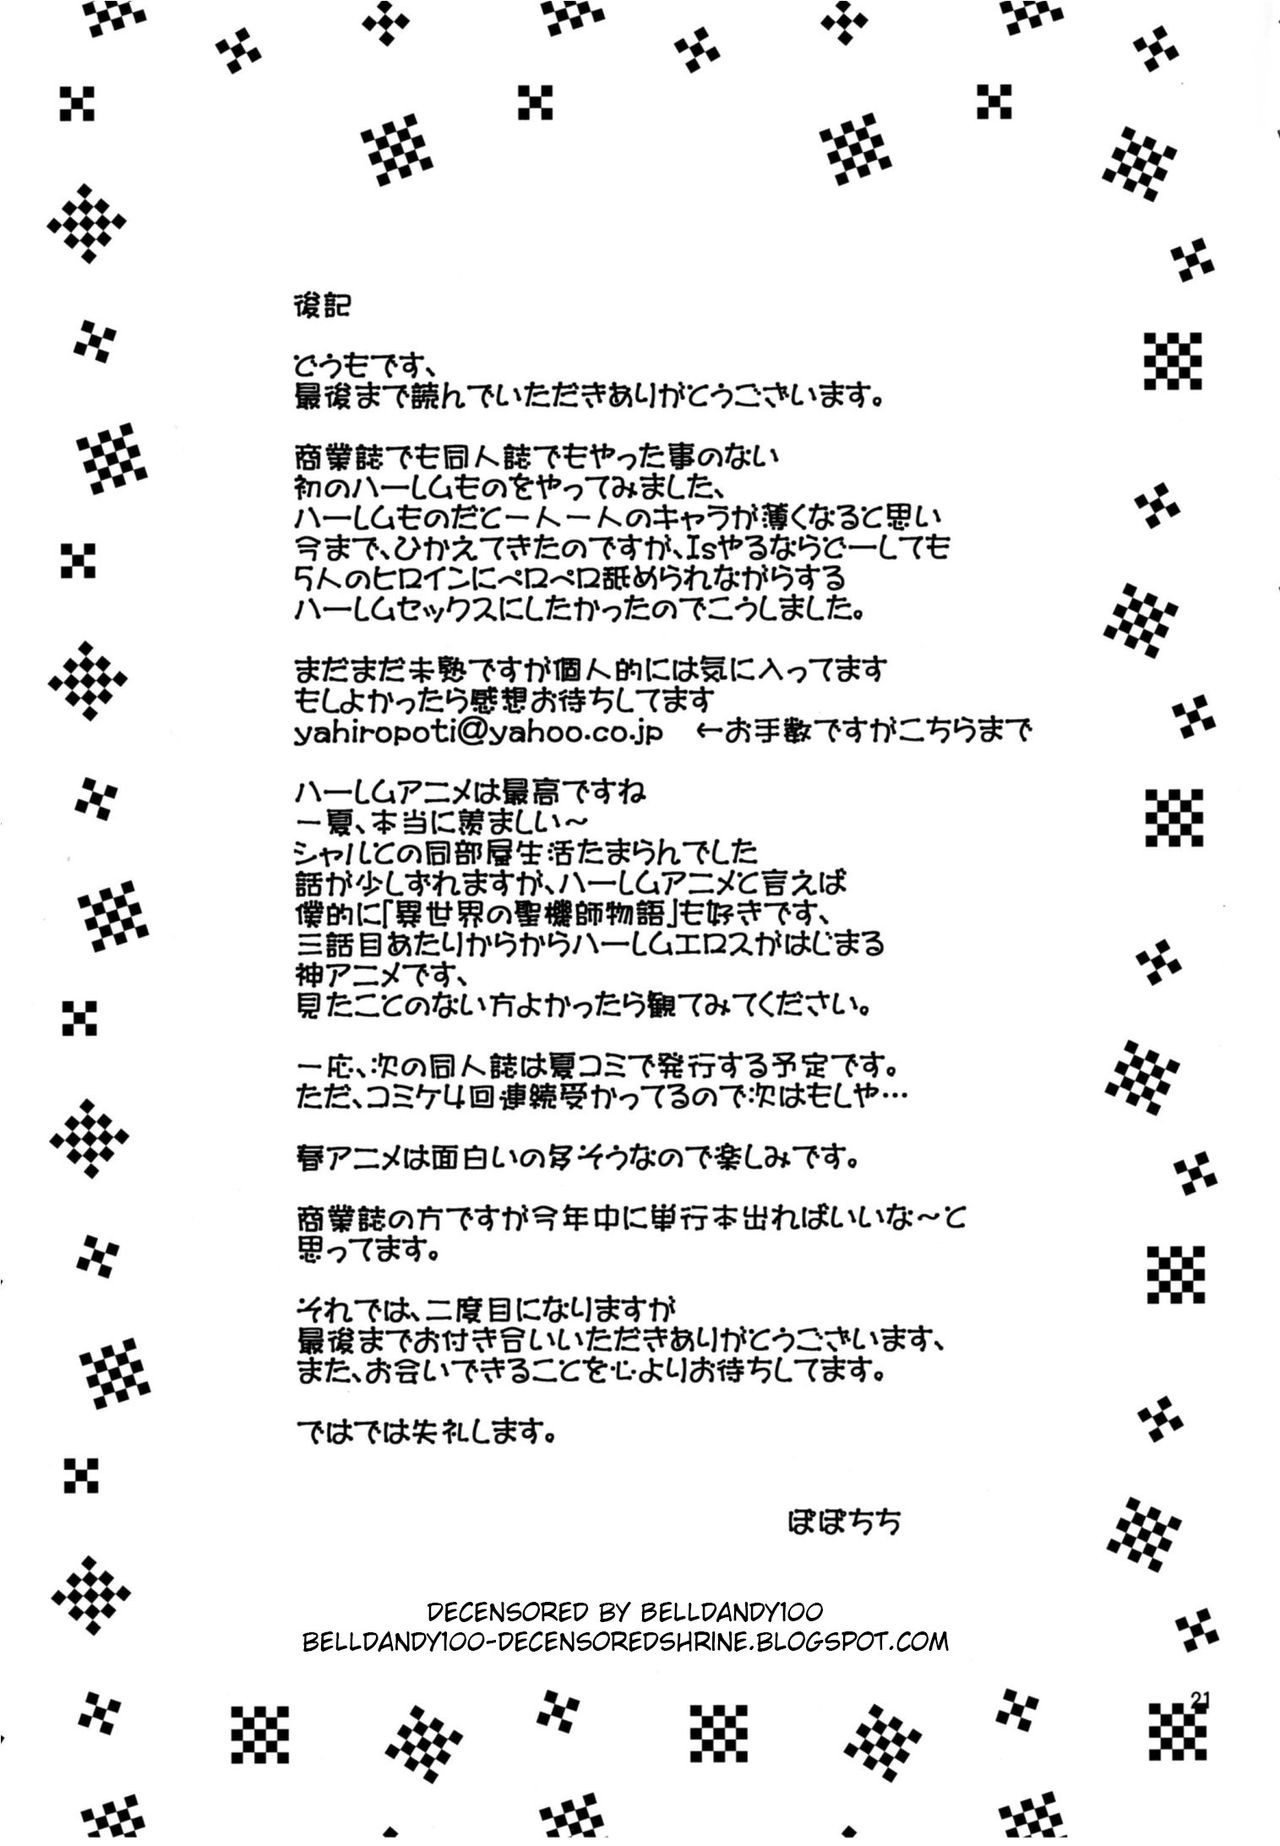 後記
どうもです、
最後まで読んでいただきありがとうございます。
商業誌でも同人誌でもやった事のない
初のハーレムものをやってみました、
ハーレムものだと一人一人のキャラが薄くなると思い
今まで、ひかえてきたのですが、Isやるならどーしても
5人のヒロインにペロペロ舐められながらする
ハーレムセックスにしたかったのでこうしました。
まだまだ未熟ですが個人的には気に入ってます
もしよかったら感想お待ちしてます
yahiropoti@yahoo.co.jp ←お手数ですがこちらまで
ハーレムアニメは最高ですね
一夏、本当に羨ましい～
シャルとの同部屋生活たまらんでした
話が少しずれますが、ハーレムアニメと言えば
僕的に「異世界の聖機師物語」も好きです、
三話目あたりからからハーレムエロスがはじまる
神アニメです、
見たことのない方よかったら観てみてください。
一応、次の同人誌は夏コミで発行する予定です。
ただ、コミケ4回連続受かってるので次はもしや…
春アニメは面白いの多そうなので楽しみです。
商業誌の方ですが今年中に単行本出ればいいな～と
思ってます。
それでは、二度目になりますが
最後までお付き合いいただきありがとうございます、
また、お会いできることを心よりお待ちしてます。
ではでは失礼します。
ぽぽちち
DECENSORED BY BELLDANDY100
BELLDANDY100-DECENSOREDSHRINE.BLOGSPOT.COM
21